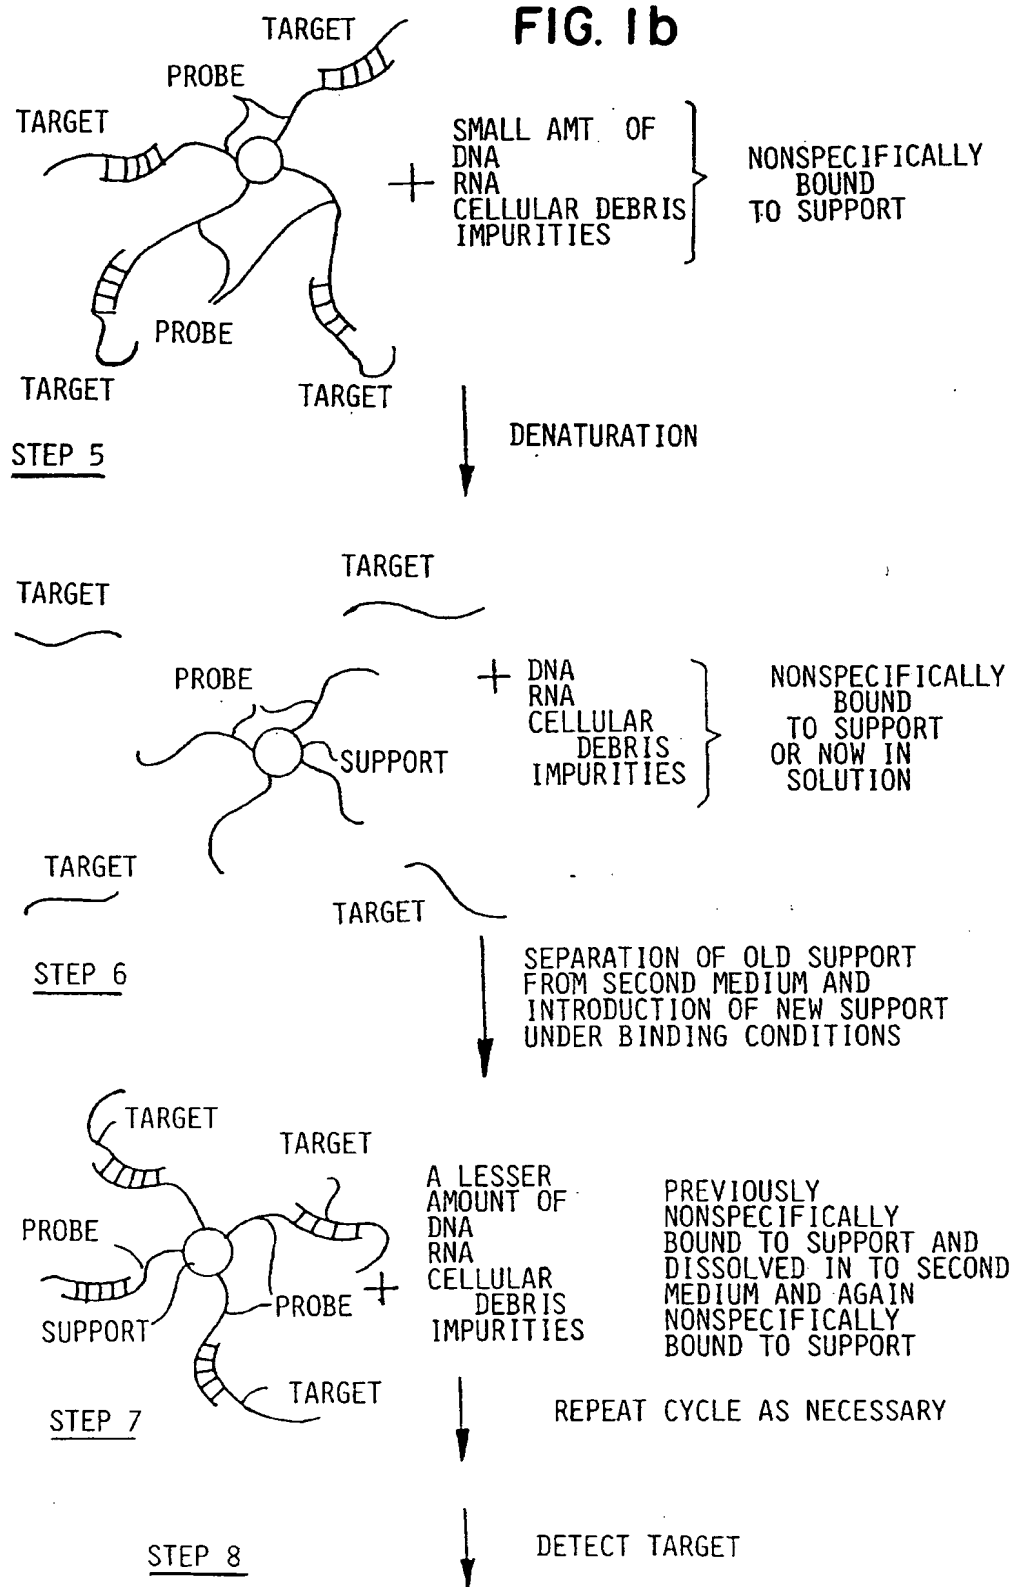 FIG. 1b
TARGET
PROBE
TARGET
SMALL AMT. OF
DNA
RNA
CELLULAR DEBRIS
IMPURITIES
NONSPECIFICALLY
BOUND
TO SUPPORT
PROBE
TARGET
TARGET
DENATURATION
STEP 5
TARGET
TARGET
PROBE
SUPPORT
+ DNA
RNA
CELLULAR
DEBRIS
IMPURITIES
NONSPECIFICALLY
BOUND
TO SUPPORT
OR NOW IN
SOLUTION
TARGET
TARGET
STEP 6
SEPARATION OF OLD SUPPORT
FROM SECOND MEDIUM AND
INTRODUCTION OF NEW SUPPORT
UNDER BINDING CONDITIONS
TARGET
TARGET
PROBE
SUPPORT
PROBE
TARGET
+
A LESSER
AMOUNT OF
DNA
RNA
CELLULAR
DEBRIS
IMPURITIES
PREVIOUSLY
NONSPECIFICALLY
BOUND TO SUPPORT AND
DISSOLVED IN TO SECOND
MEDIUM AND AGAIN
NONSPECIFICALLY
BOUND TO SUPPORT
STEP 7
REPEAT CYCLE AS NECESSARY
STEP 8
DETECT TARGET